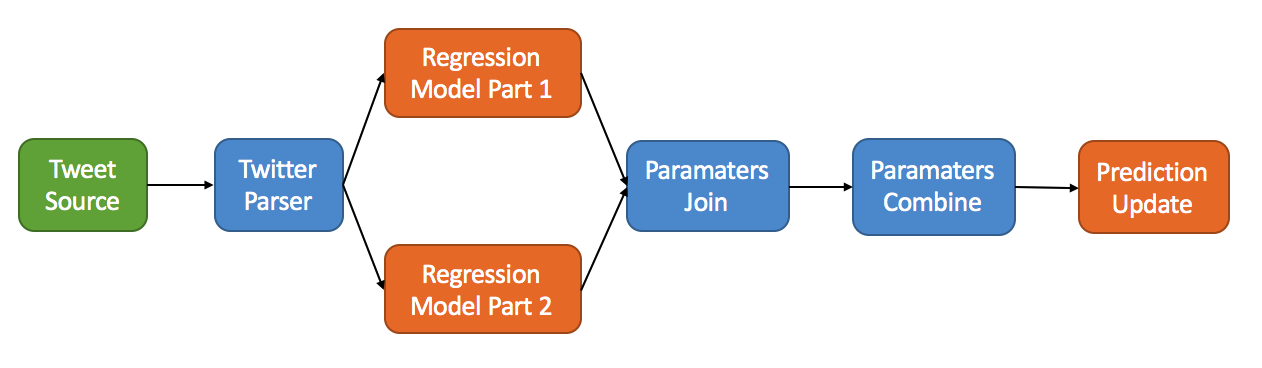 Tweet
Source
Twitter
Parser
Regression
Model Part 1
Regression
Model Part 2
Paramaters
Join
Paramaters
Combine
Prediction
Update